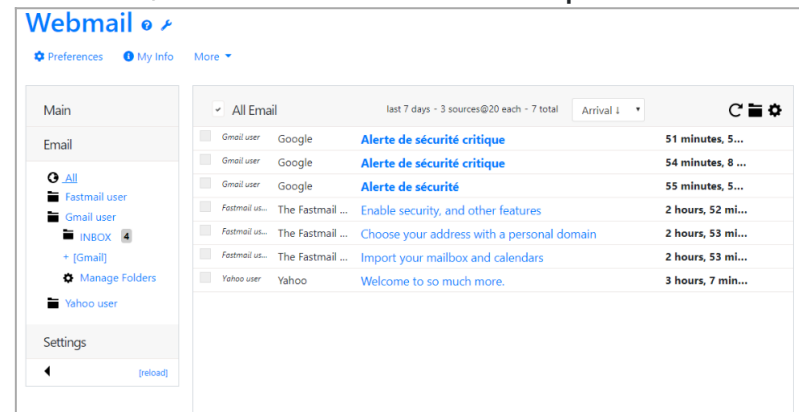 Webmail
Preferences My Info More
Main
Email
All
Fastmail user
Gmail user
INBOX 4
+ [Gmail]
Manage Folders
Yahoo user
Settings
[reload]
All Email last 7 days - 3 sources@20 each - 7 total Arrival ↓
Gmail user Google Alerte de sécurité critique 51 minutes, 5...
Gmail user Google Alerte de sécurité critique 54 minutes, 8 ...
Gmail user Google Alerte de sécurité 55 minutes, 5...
Fastmail us... The Fastmail ... Enable security, and other features 2 hours, 52 mi...
Fastmail us... The Fastmail ... Choose your address with a personal domain 2 hours, 53 mi...
Fastmail us... The Fastmail ... Import your mailbox and calendars 2 hours, 53 mi...
Yahoo user Yahoo Welcome to so much more. 3 hours, 7 min...